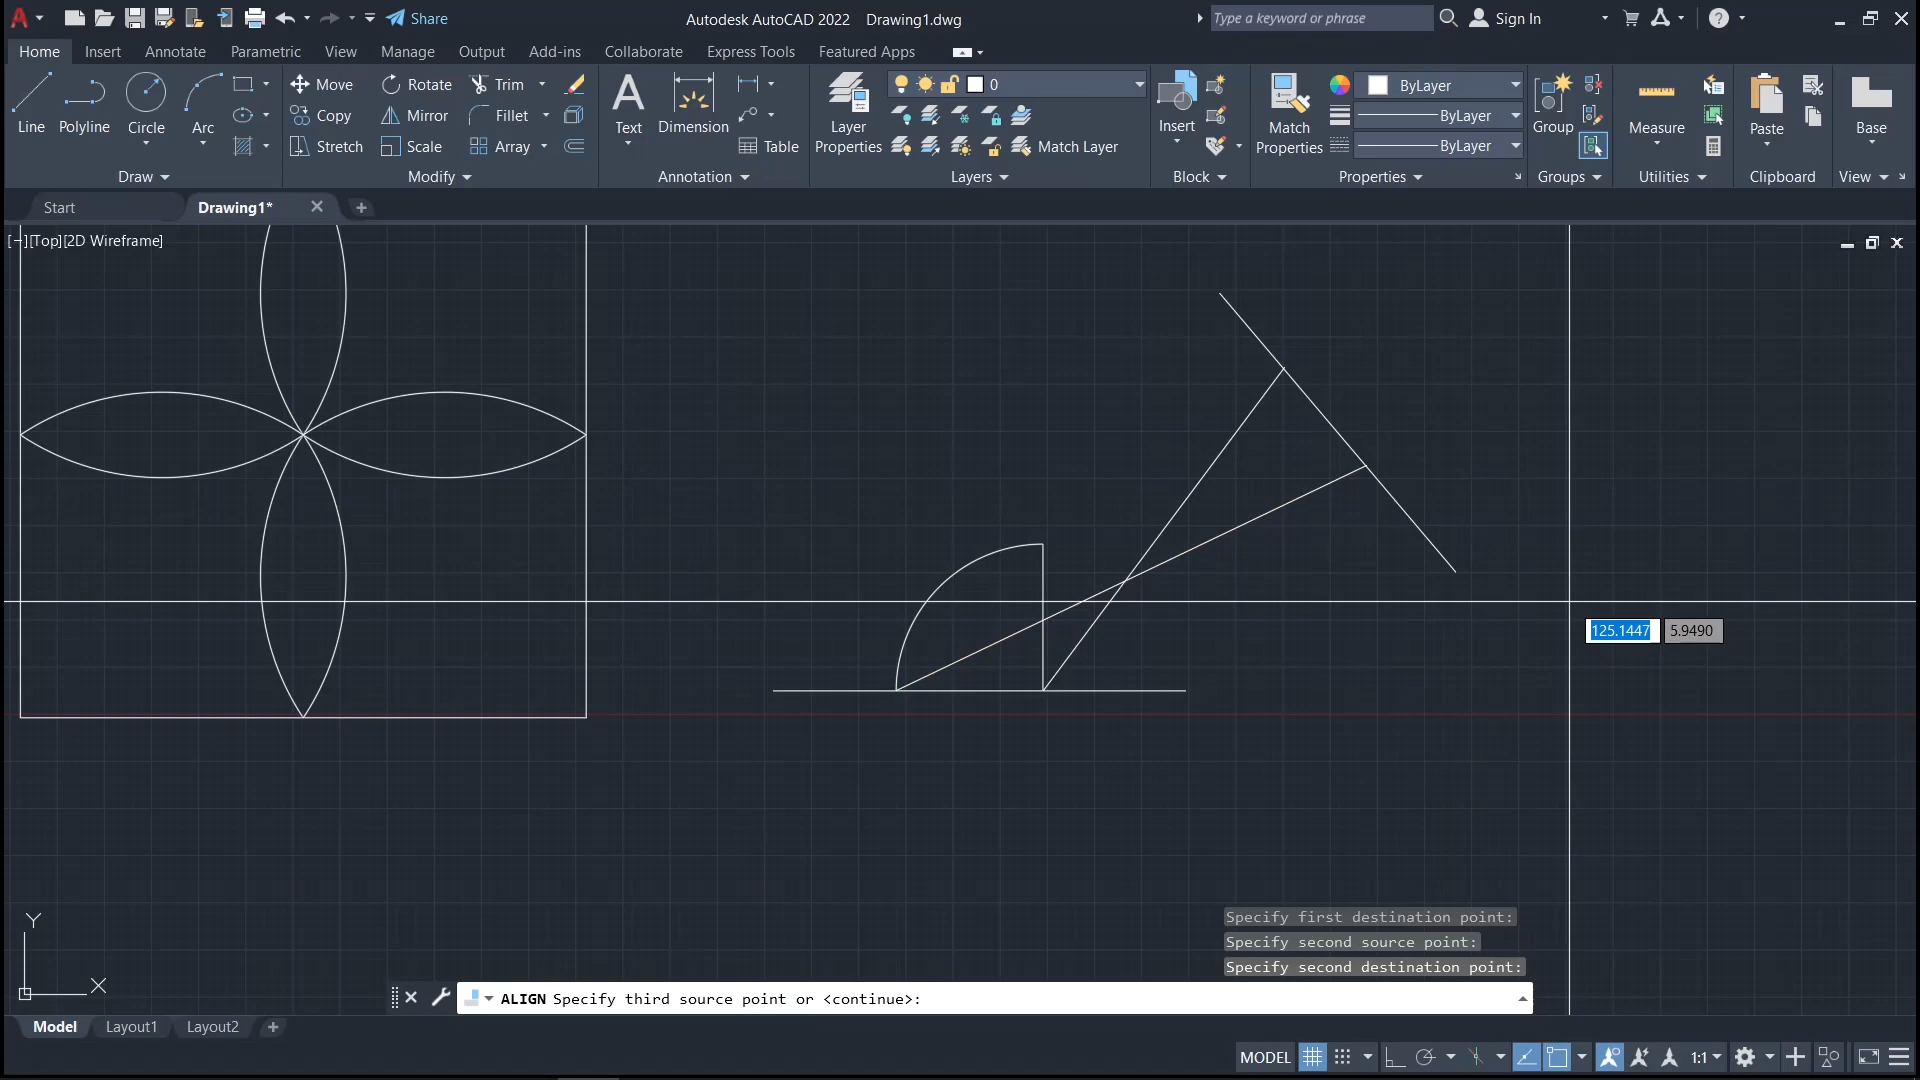 Share
Autodesk AutoCAD 2022 Drawing1.dwg
Type a keyword or phrase
Sign In
Home Insert Annotate Parametric View Manage Output Add-ins Collaborate Express Tools Featured Apps
Line Polyline Circle Arc
Draw
Move Rotate Trim
Copy Mirror Fillet
Stretch Scale Array
Modify
Text Dimension Table
Annotation
Layer Properties
0
Match Layer
Layers
Insert
Block
Match Properties
ByLayer
ByLayer
ByLayer
Properties
Group
Groups
Measure
Utilities
Paste
Clipboard
Base
View
Start Drawing1*
[−][Top][2D Wireframe]
125.1447 5.9490
Y
X
Specify first destination point:
Specify second source point:
Specify second destination point:
ALIGN Specify third source point or <continue>:
Model Layout1 Layout2
MODEL 1:1